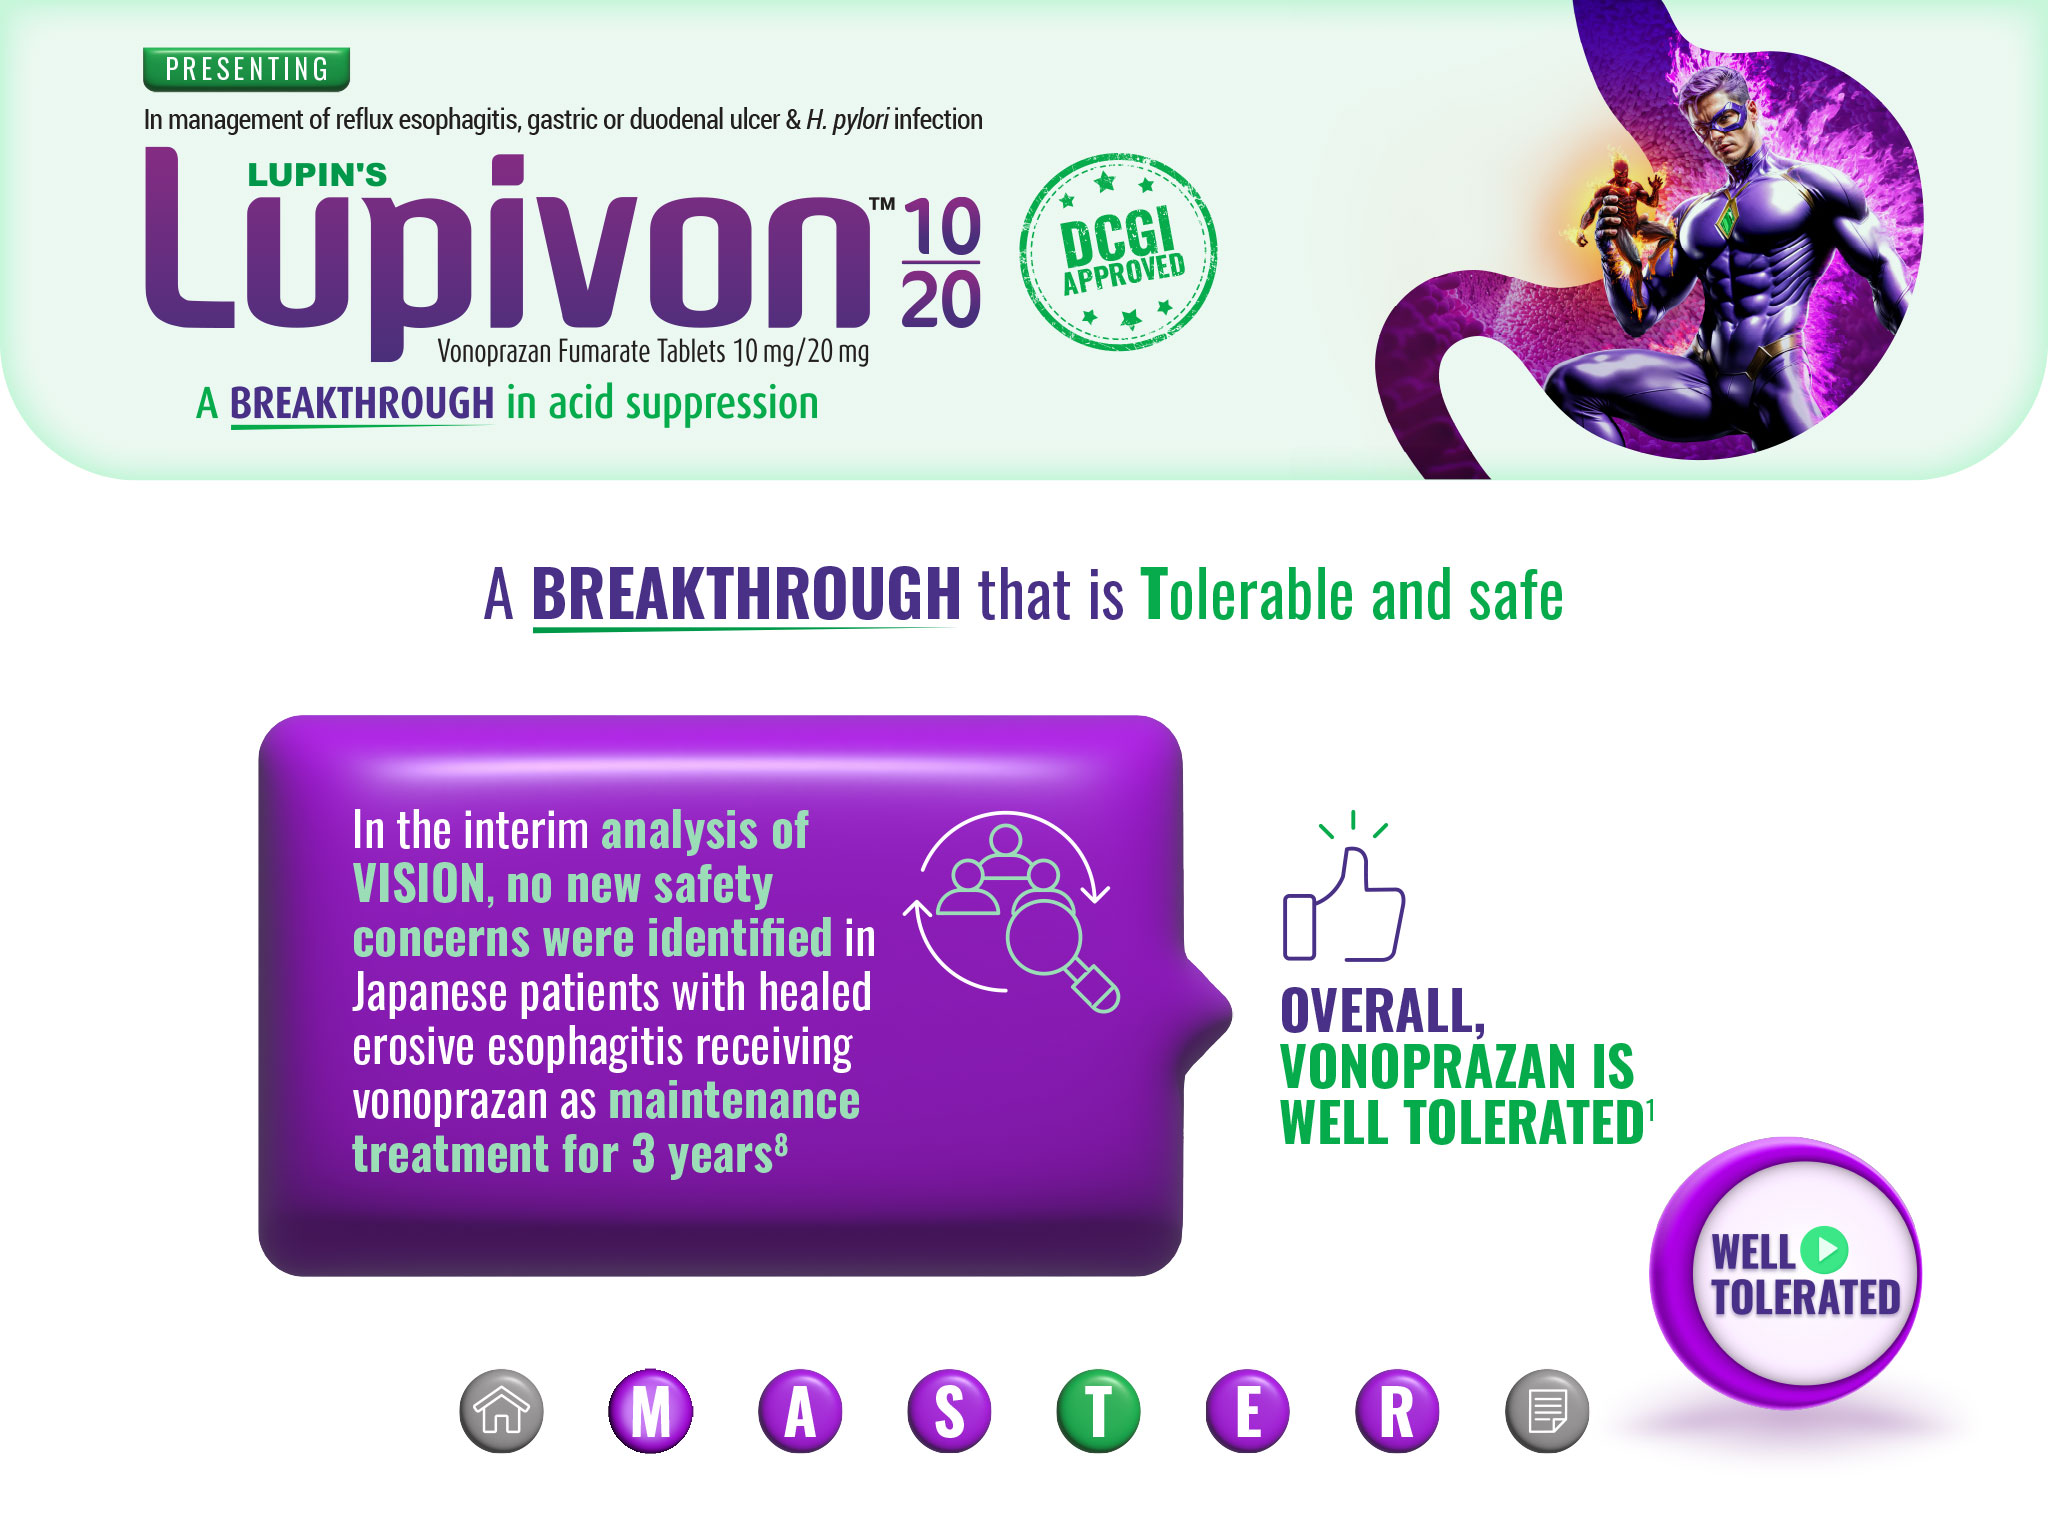 PRESENTING
In management of reflux esophagitis, gastric or duodenal ulcer & H. pylori infection
LUPIN'S
Lupivon™ 10
20
Vonoprazan Fumarate Tablets 10 mg/20 mg
A BREAKTHROUGH in acid suppression
DCGI
APPROVED
A BREAKTHROUGH that is Tolerable and safe
In the interim analysis of
VISION, no new safety
concerns were identified in
Japanese patients with healed
erosive esophagitis receiving
vonoprazan as maintenance
treatment for 3 years⁸
OVERALL,
VONOPRAZAN IS
WELL TOLERATED¹
WELL
TOLERATED
M A S T E R